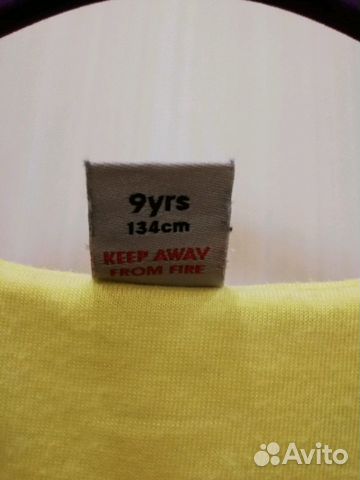 9yrs
134cm
KEEP AWAY
FROM FIRE
Avito